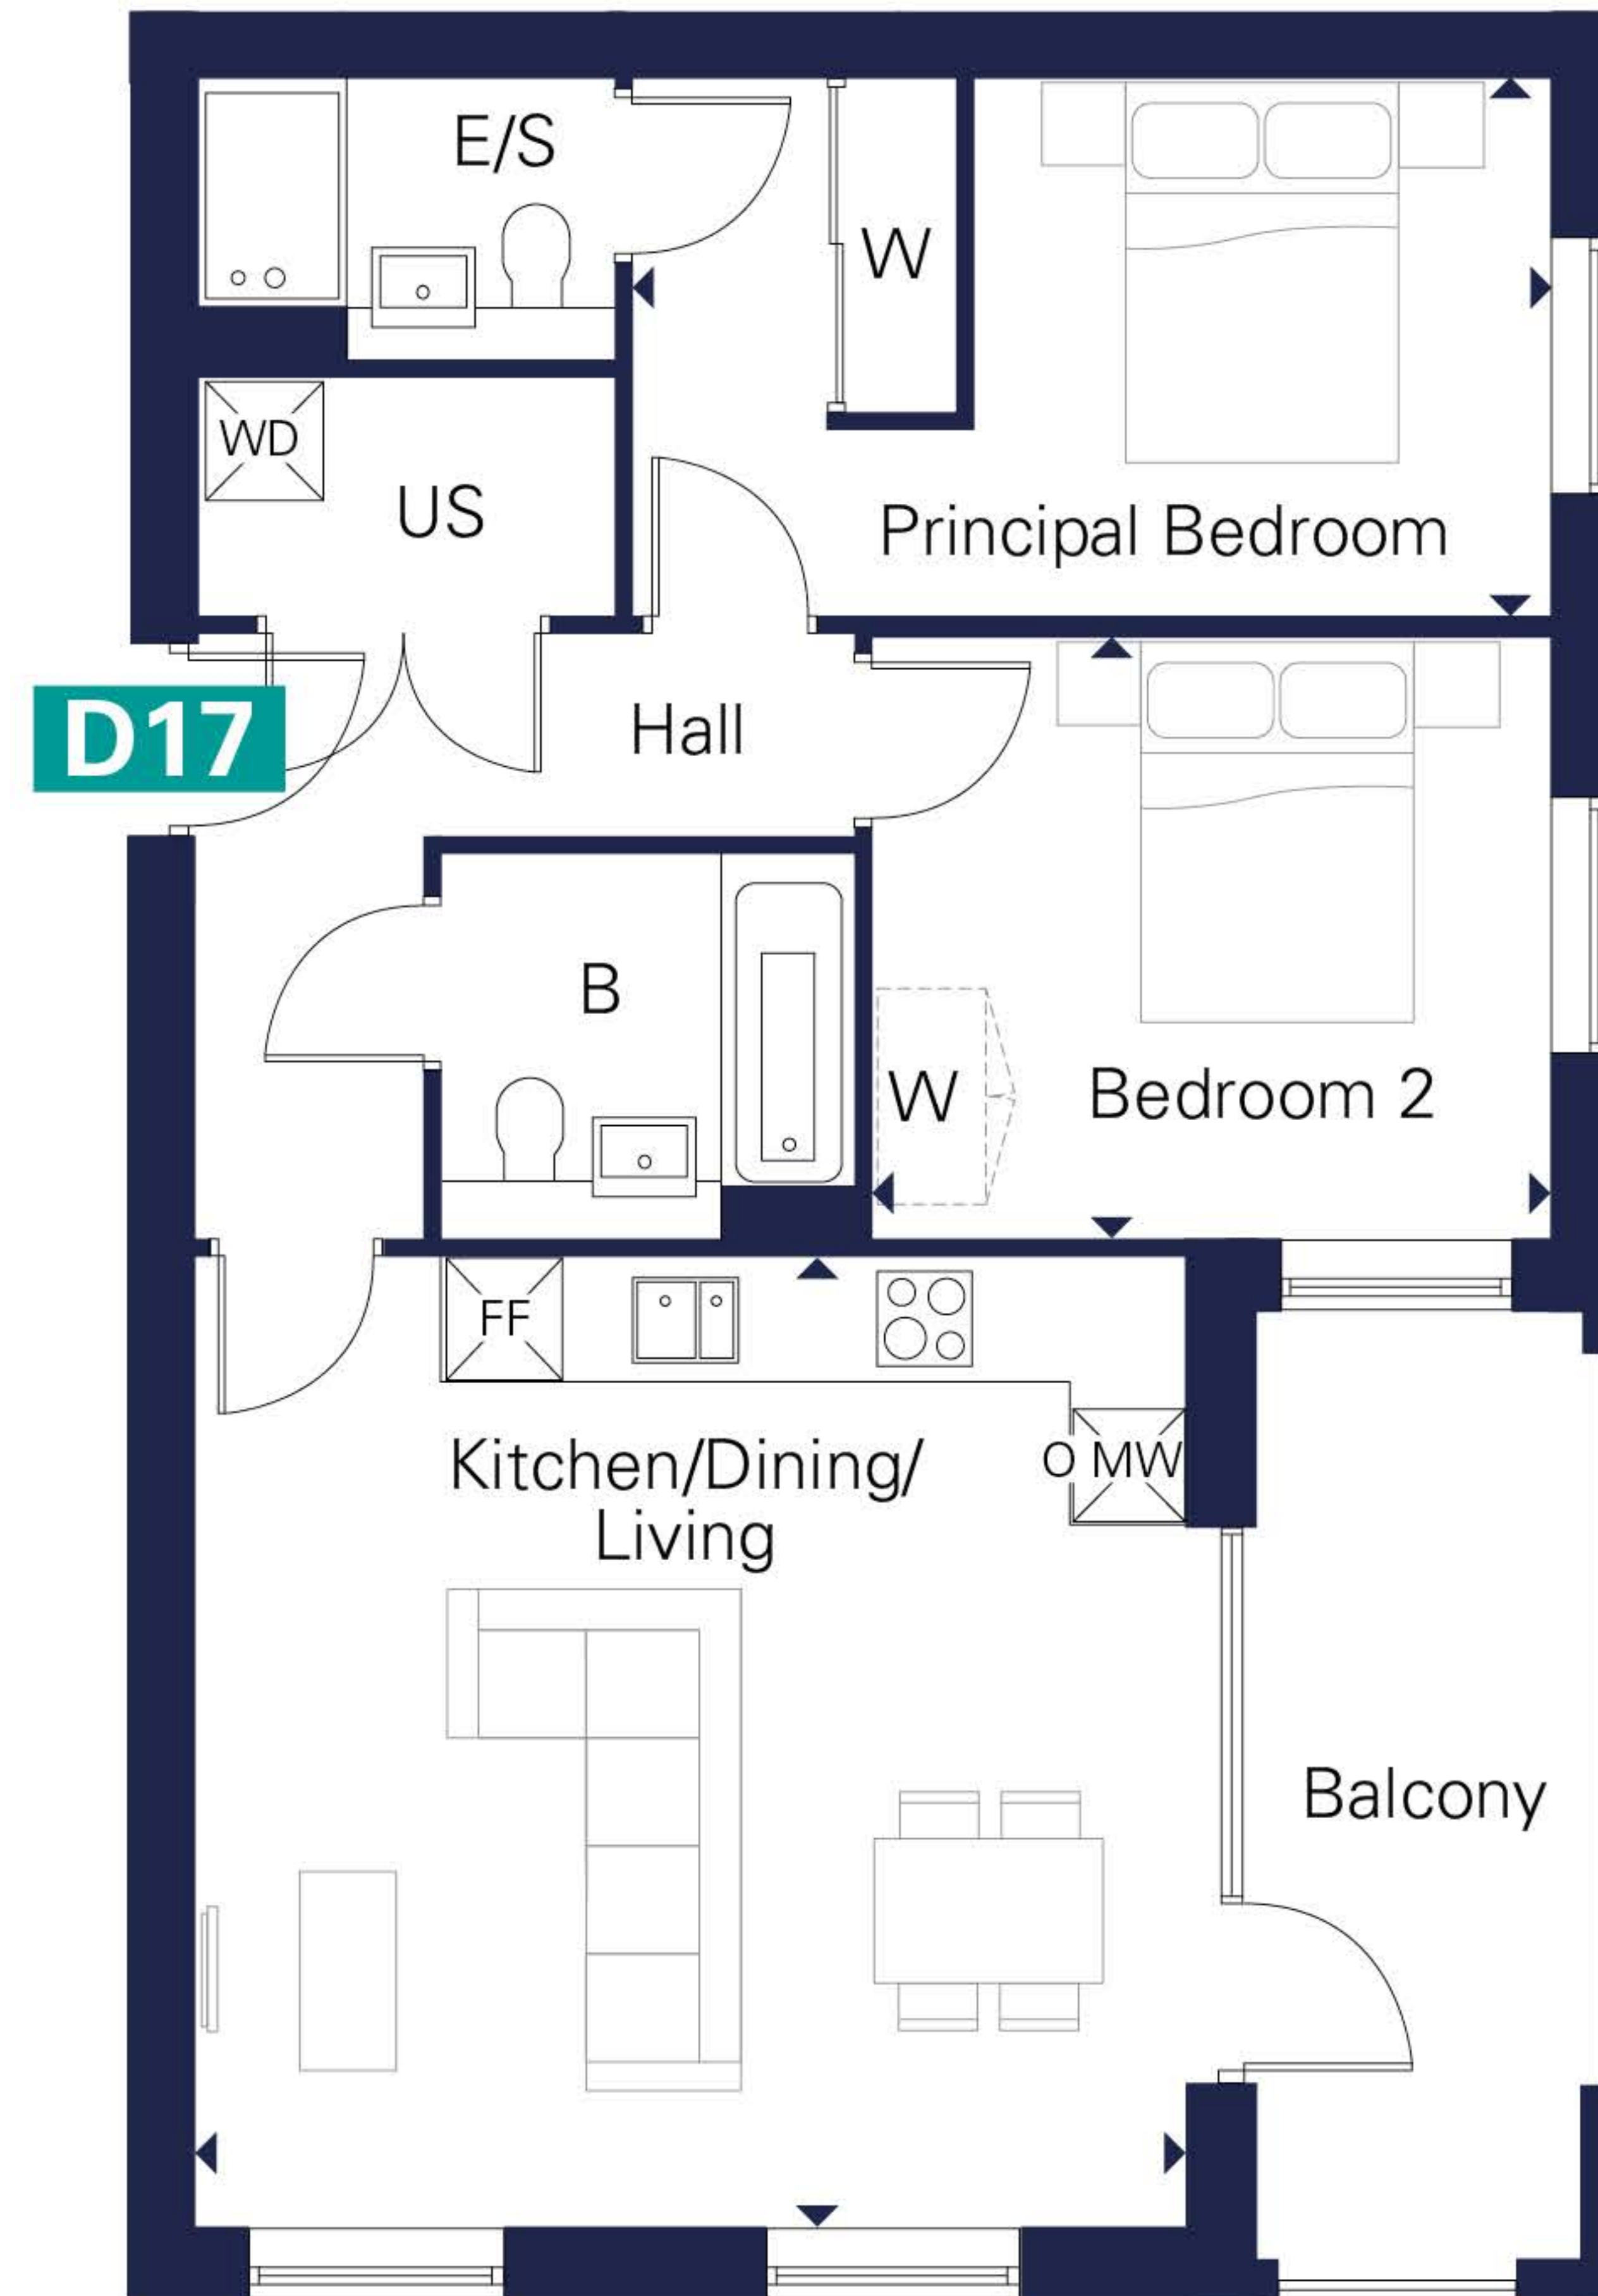 E/S
W
WD
US
Principal Bedroom
D17
Hall
B
W
Bedroom 2
FF
Kitchen/Dining/
Living
O MW
Balcony